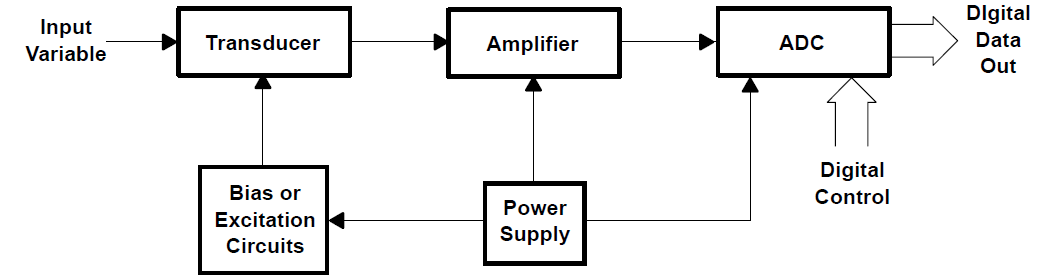 Input
Variable
Transducer
Amplifier
ADC
DIgital
Data
Out
Bias or
Excitation
Circuits
Power
Supply
Digital
Control